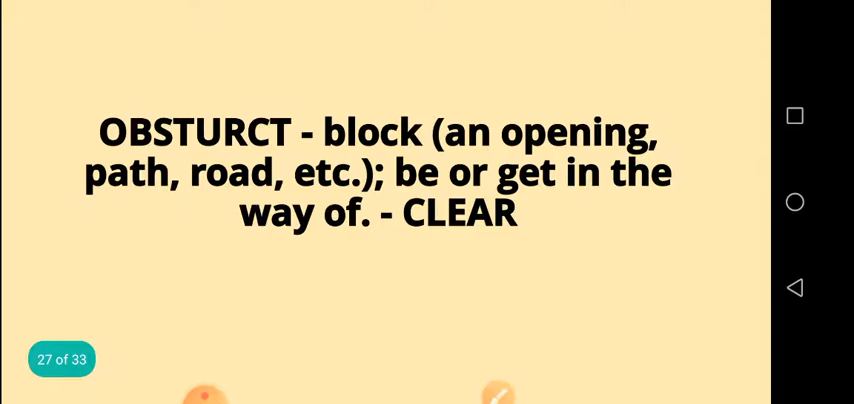 OBSTURCT - block (an opening,
path, road, etc.); be or get in the
way of. - CLEAR
27 of 33